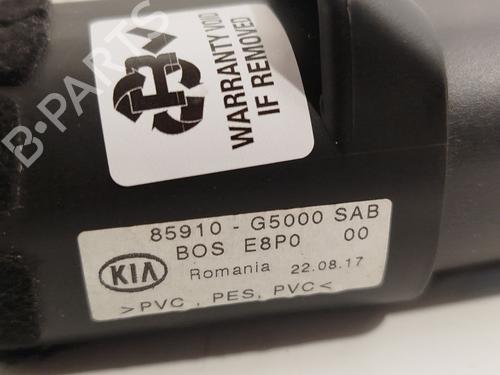 WARRANTY VOID
IF REMOVED
B-PARTS
85910 - G5000 SAB
BOS E8P0 00
KIA
Romania 22.08.17
>PVC , PES, PVC<